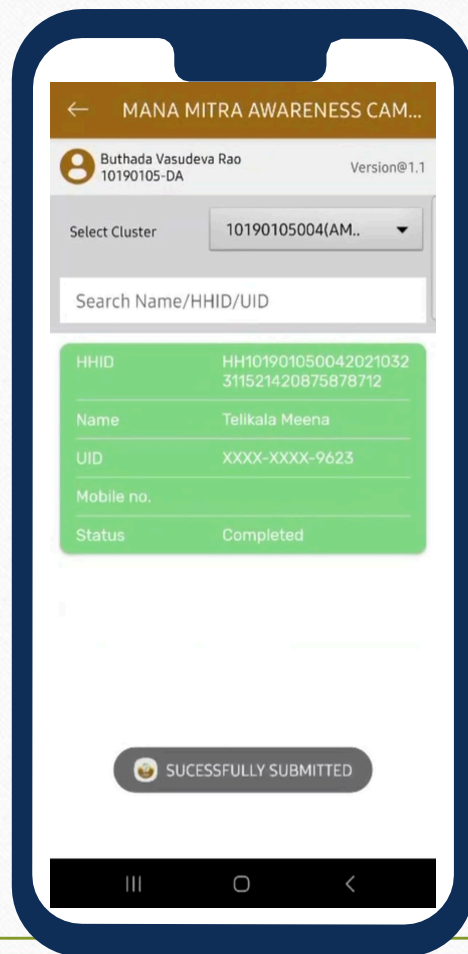 MANA MITRA AWARENESS CAM...
Buthada Vasudeva Rao
10190105-DA
Version@1.1
Select Cluster
10190105004(AM..
Search Name/HHID/UID
HHID HH101901050042021032
311521420875878712
Name Telikala Meena
UID XXXX-XXXX-9623
Mobile no.
Status Completed
SUCESSFULLY SUBMITTED